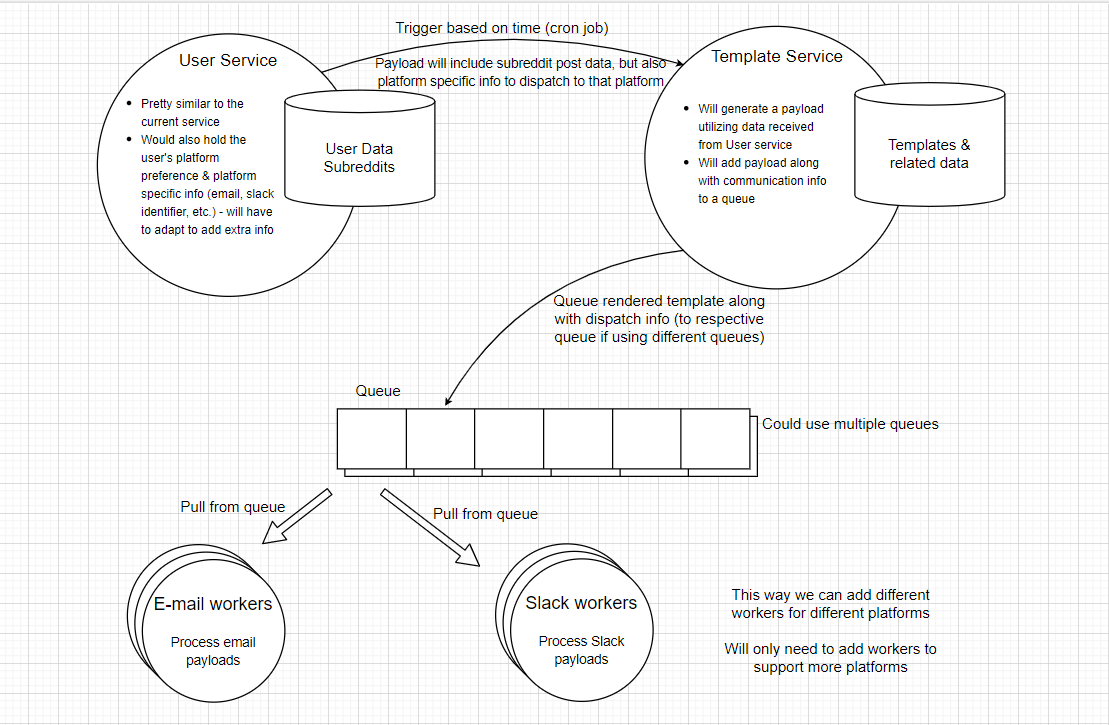 Trigger based on time (cron job)
Payload will include subreddit post data, but also
platform specific info to dispatch to that platform
User Service
Pretty similar to the
current service
Would also hold the
user's platform
preference & platform
specific info (email, slack
identifier, etc.) - will have
to adapt to add extra info
User Data
Subreddits
Template Service
Will generate a payload
utilizing data received
from User service
Will add payload along
with communication info
to a queue
Templates &
related data
Queue rendered template along
with dispatch info (to respective
queue if using different queues)
Queue
Could use multiple queues
Pull from queue
Pull from queue
E-mail workers
Process email
payloads
Slack workers
Process Slack
payloads
This way we can add different
workers for different platforms
Will only need to add workers to
support more platforms